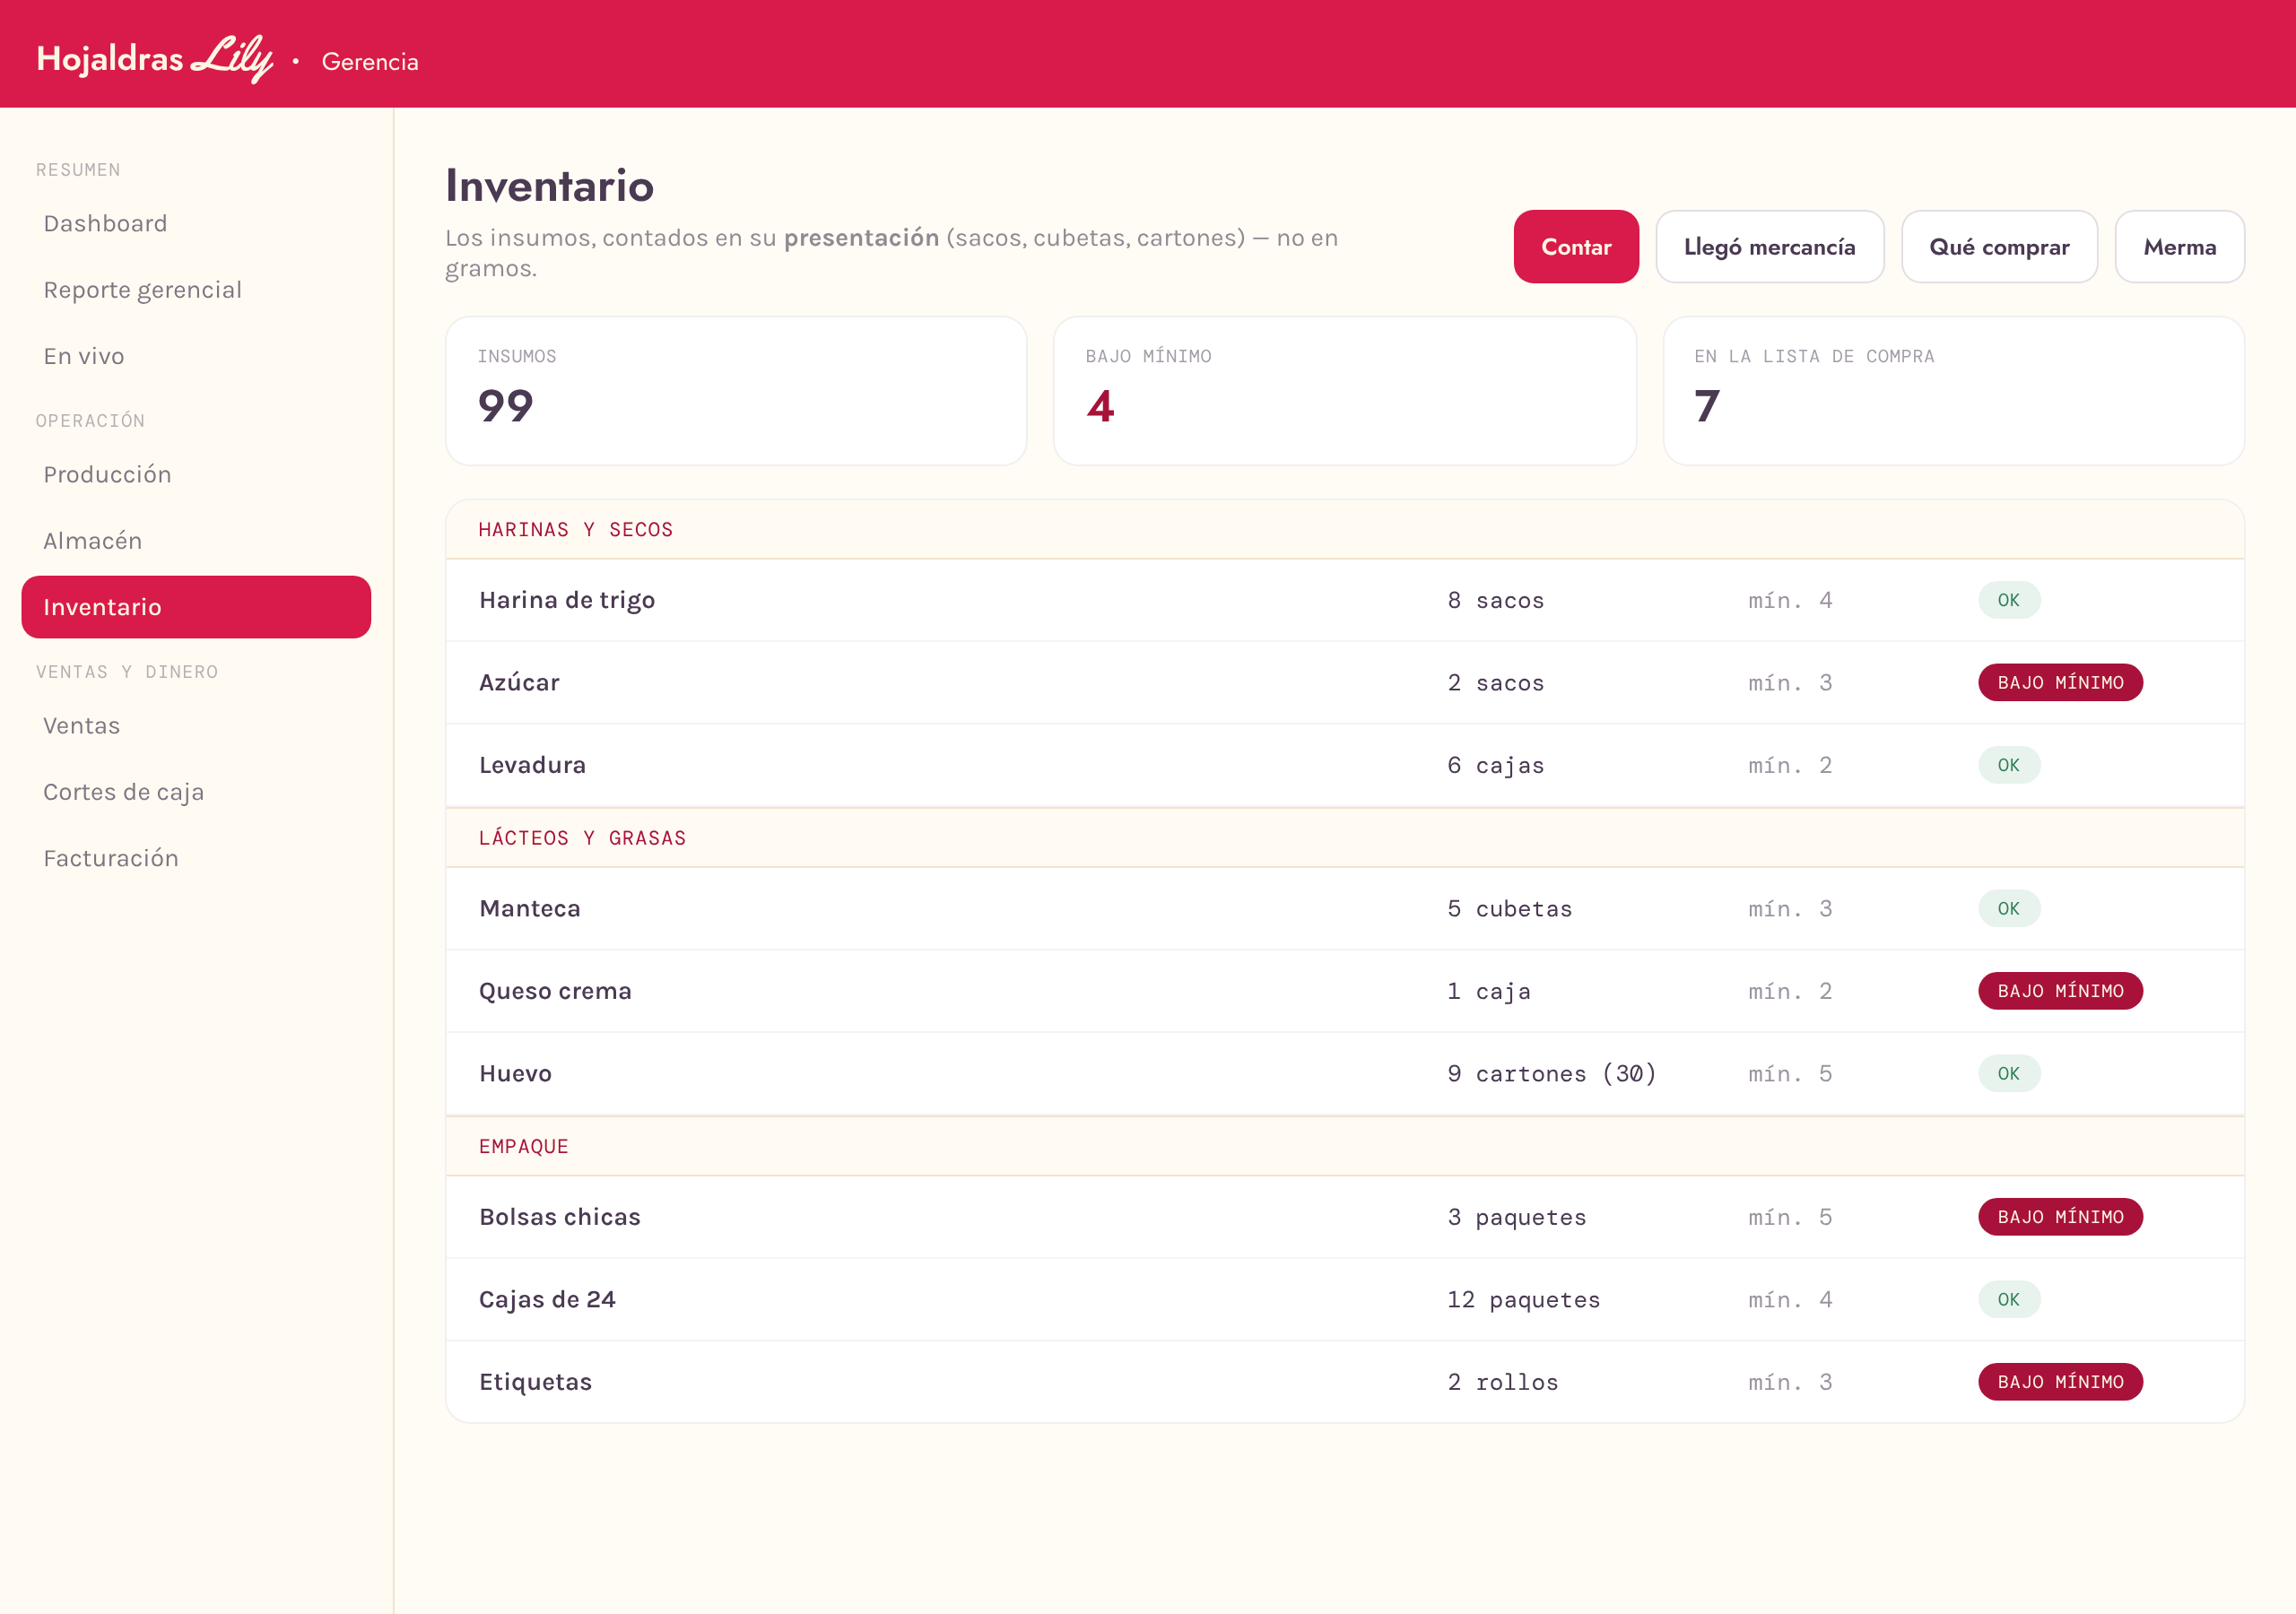 Hojaldras Lily • Gerencia
RESUMEN
Dashboard
Reporte gerencial
En vivo
OPERACIÓN
Producción
Almacén
Inventario
VENTAS Y DINERO
Ventas
Cortes de caja
Facturación
Inventario
Los insumos, contados en su presentación (sacos, cubetas, cartones) — no en
gramos.
Contar
Llegó mercancía
Qué comprar
Merma
INSUMOS
99
BAJO MÍNIMO
4
EN LA LISTA DE COMPRA
7
HARINAS Y SECOS
Harina de trigo 8 sacos mín. 4 OK
Azúcar 2 sacos mín. 3 BAJO MÍNIMO
Levadura 6 cajas mín. 2 OK
LÁCTEOS Y GRASAS
Manteca 5 cubetas mín. 3 OK
Queso crema 1 caja mín. 2 BAJO MÍNIMO
Huevo 9 cartones (30) mín. 5 OK
EMPAQUE
Bolsas chicas 3 paquetes mín. 5 BAJO MÍNIMO
Cajas de 24 12 paquetes mín. 4 OK
Etiquetas 2 rollos mín. 3 BAJO MÍNIMO